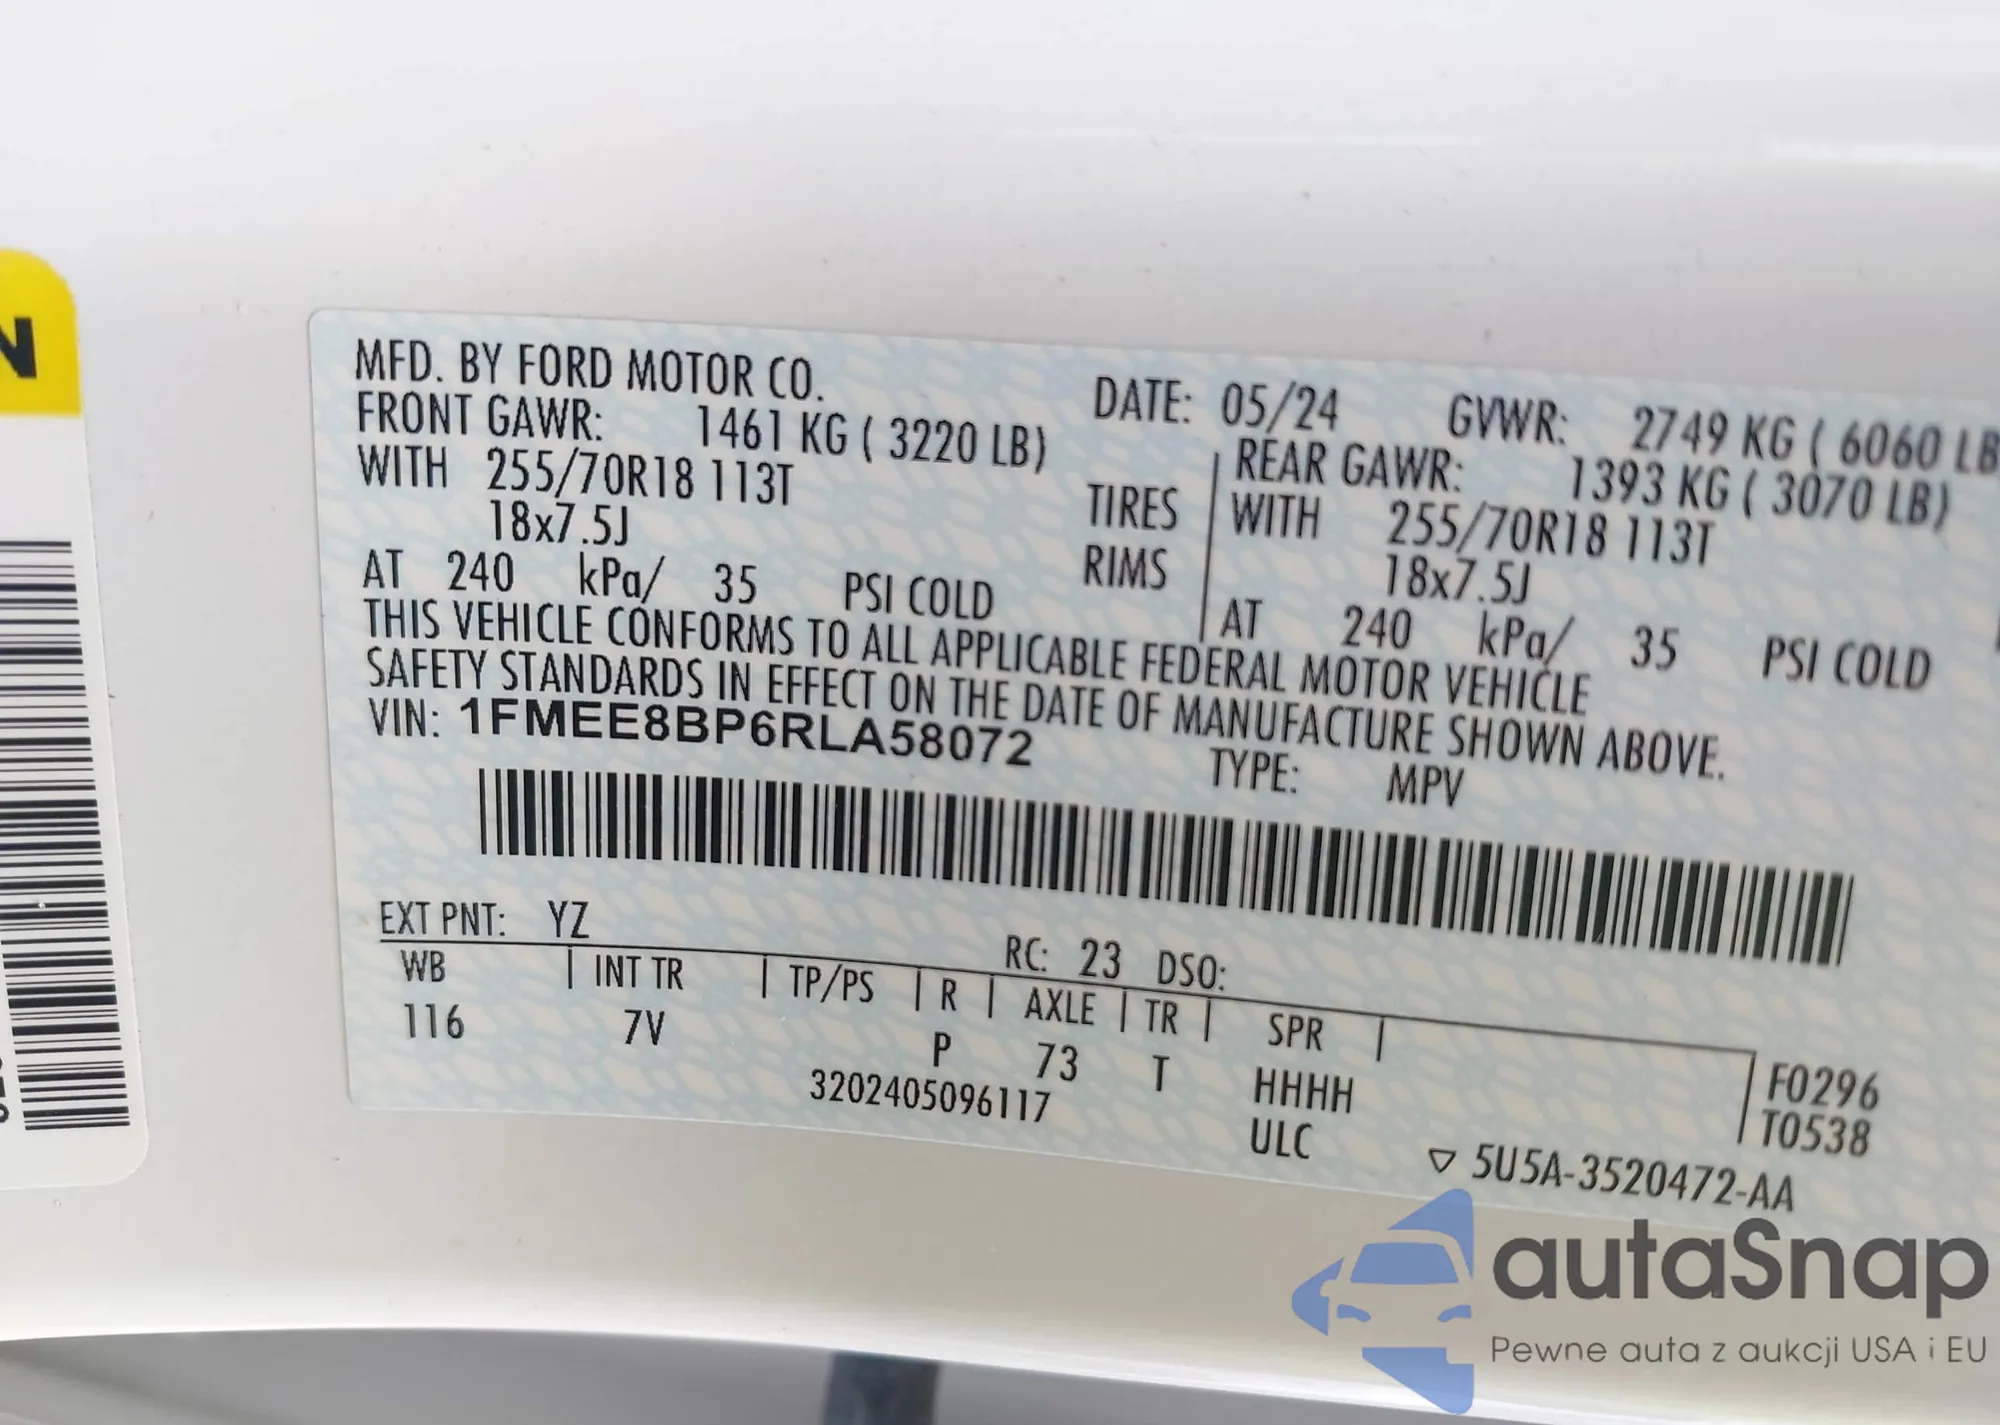 N
MFD. BY FORD MOTOR CO.
DATE: 05/24 GVWR: 2749 KG ( 6060 LB
FRONT GAWR: 1461 KG ( 3220 LB)
REAR GAWR: 1393 KG ( 3070 LB)
WITH 255/70R18 113T TIRES WITH 255/70R18 113T
18x7.5J RIMS 18x7.5J
AT 240 kPa/ 35 PSI COLD AT 240 kPa/ 35 PSI COLD
THIS VEHICLE CONFORMS TO ALL APPLICABLE FEDERAL MOTOR VEHICLE
SAFETY STANDARDS IN EFFECT ON THE DATE OF MANUFACTURE SHOWN ABOVE.
VIN: 1FMEE8BP6RLA58072
TYPE: MPV
EXT PNT: YZ RC: 23 DSO:
WB INT TR TP/PS R AXLE TR SPR
116 7V P 73 T HHHH
F0296
T0538
3202405096117 ULC
▽ 5U5A-3520472-AA
autaSnap
Pewne auta z aukcji USA i EU